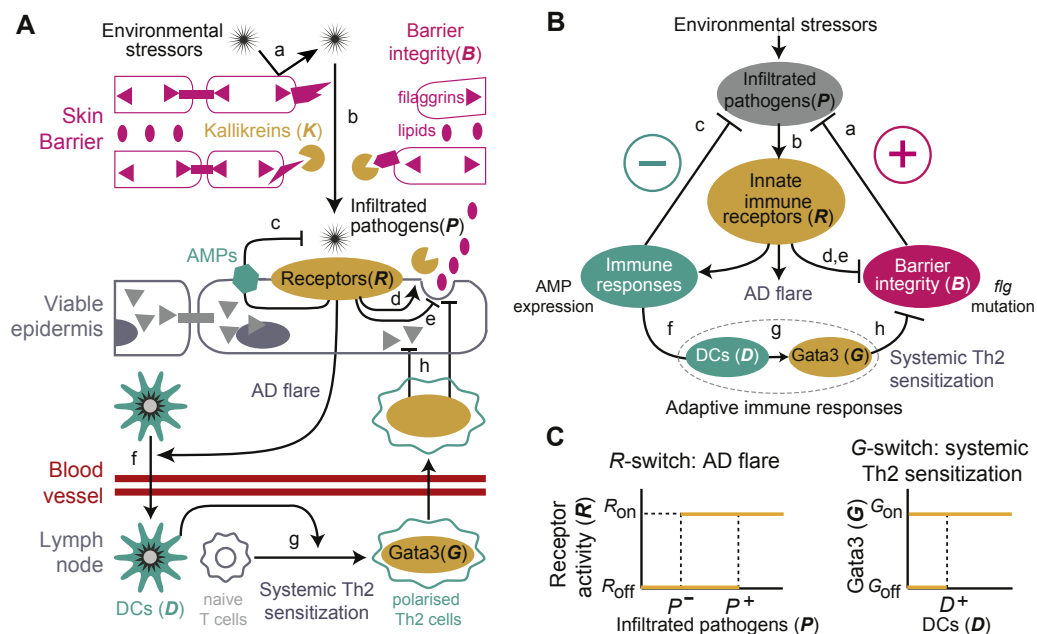 A
Environmental
stressors
a
Barrier
integrity(B)
Skin
Barrier
Kallikreins (K)
filaggrins
lipids
b
Infiltrated
pathogens(P)
c
AMPs
Receptors(R)
d
e
Viable
epidermis
h
AD flare
f
Blood
vessel
Lymph
node
g
Gata3(G)
DCs (D)
naive
T cells
Systemic Th2
sensitization
polarised
Th2 cells
B
Environmental stressors
Infiltrated
pathogens(P)
c
b
a
−
+
Innate
immune
receptors (R)
d,e
AMP
expression
Immune
responses
AD flare
Barrier
integrity (B)
flg
mutation
f
g
h
DCs (D)
Gata3 (G)
Systemic Th2
sensitization
Adaptive immune responses
C
R-switch: AD flare
G-switch: systemic
Th2 sensitization
Receptor
activity (R)
Ron
Roff
P−
P+
Infiltrated pathogens (P)
Gata3 (G)
Gon
Goff
D+
DCs (D)